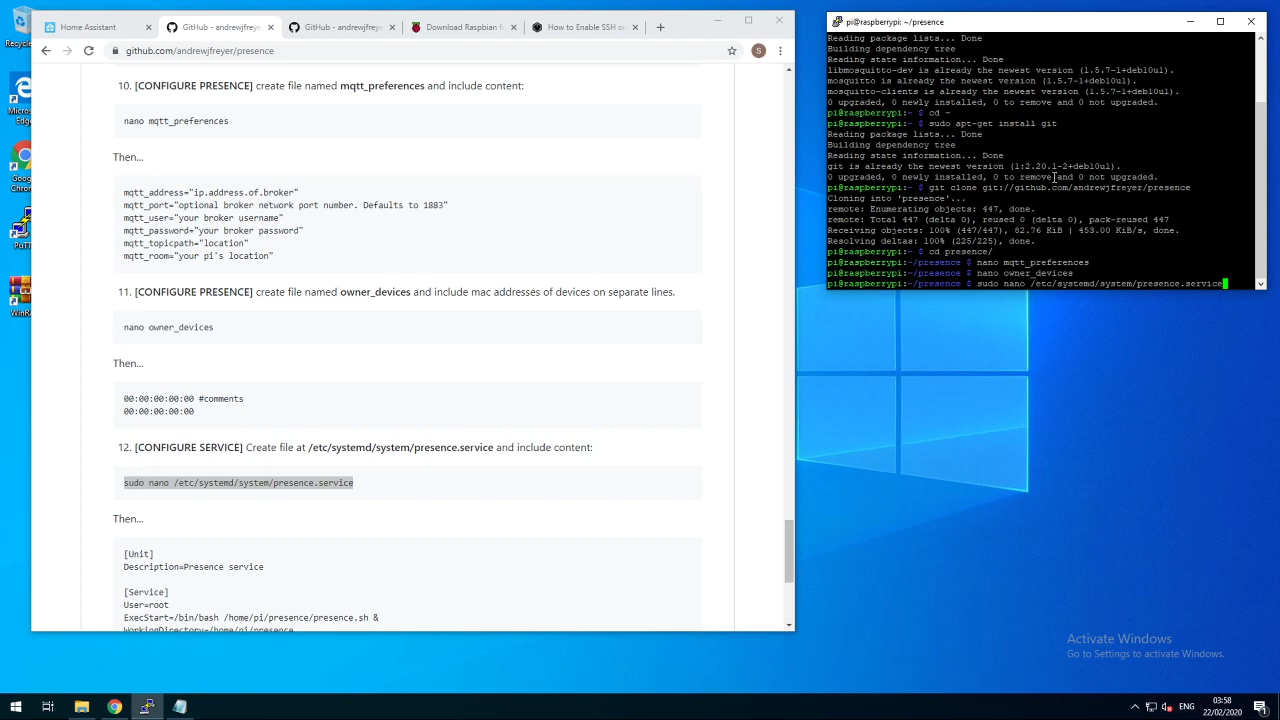 Recycle
Micros
Edg
Go
Ch
PuTT
WinRA
Home Assistant
GitHub - andrewjfreyer
GitHub - andrewjfreyer/m
Download Raspbian for
How to Enable SSH on
github.com/andrewjfreyer/presence
S
10. [CONFIGURE PRESENCE] create file named mqtt_preferences and include content:
nano mqtt_preferences
Then...
mqtt_address="ip.address.of.broker"
mqtt_port="optional broker network port number. Defaults to 1883"
mqtt_user="your broker username"
mqtt_password="your broker password"
mqtt_topicpath="location"
mqtt_room="your pi's location"
11. [CONFIGURE PRESENCE] create file named owner_devices and include mac addresses of devices on separate lines.
nano owner_devices
Then...
00:00:00:00:00 #comments
00:00:00:00:00
12. [CONFIGURE SERVICE] Create file at /etc/systemd/system/presence.service and include content:
sudo nano /etc/systemd/system/presence.service
Then...
[Unit]
Description=Presence service
[Service]
User=root
ExecStart=/bin/bash /home/pi/presence/presence.sh &
WorkingDirectory=/home/pi/presence
pi@raspberrypi: ~/presence
Reading package lists... Done
Building dependency tree
Reading state information... Done
libmosquitto-dev is already the newest version (1.5.7-1+deb10u1).
mosquitto is already the newest version (1.5.7-1+deb10u1).
mosquitto-clients is already the newest version (1.5.7-1+deb10u1).
0 upgraded, 0 newly installed, 0 to remove and 0 not upgraded.
pi@raspberrypi:~ $ cd ~
pi@raspberrypi:~ $ sudo apt-get install git
Reading package lists... Done
Building dependency tree
Reading state information... Done
git is already the newest version (1:2.20.1-2+deb10u1).
0 upgraded, 0 newly installed, 0 to remove and 0 not upgraded.
pi@raspberrypi:~ $ git clone git://github.com/andrewjfreyer/presence
Cloning into 'presence'...
remote: Enumerating objects: 447, done.
remote: Total 447 (delta 0), reused 0 (delta 0), pack-reused 447
Receiving objects: 100% (447/447), 82.76 KiB | 453.00 KiB/s, done.
Resolving deltas: 100% (225/225), done.
pi@raspberrypi:~ $ cd presence/
pi@raspberrypi:~/presence $ nano mqtt_preferences
pi@raspberrypi:~/presence $ nano owner_devices
pi@raspberrypi:~/presence $ sudo nano /etc/systemd/system/presence.service
Activate Windows
Go to Settings to activate Windows.
ENG
03:58
22/02/2020
1